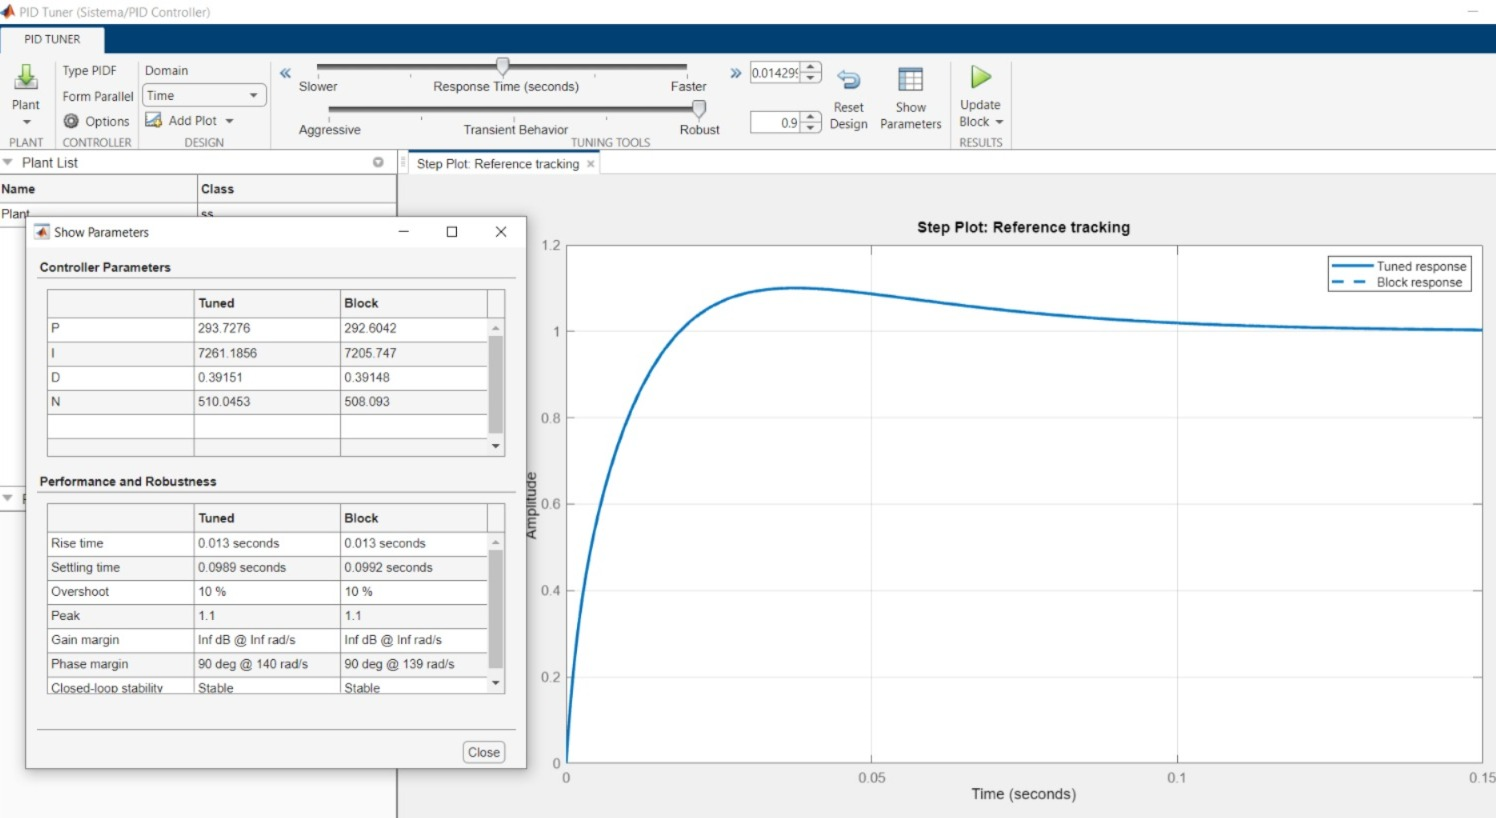 PID Tuner (Sistema/PID Controller)
PID TUNER
Plant
PLANT
Type PIDF
Form Parallel
Options
CONTROLLER
Domain
Time
Add Plot
DESIGN
Slower
Response Time (seconds)
Faster
Aggressive
Transient Behavior
Robust
0.9
Reset
Design
Show
Parameters
TUNING TOOLS
Update
Block
RESULTS
Plant List
Name Class
Plant ss
Step Plot: Reference tracking
Show Parameters
Controller Parameters
Tuned Block
P 293.7276 292.6042
I 7261.1856 7205.747
D 0.39151 0.39148
N 510.0453 508.093
Performance and Robustness
Tuned Block
Rise time 0.013 seconds 0.013 seconds
Settling time 0.0989 seconds 0.0992 seconds
Overshoot 10 % 10 %
Peak 1.1 1.1
Gain margin Inf dB @ Inf rad/s Inf dB @ Inf rad/s
Phase margin 90 deg @ 140 rad/s 90 deg @ 139 rad/s
Closed-loop stability Stable Stable
Close
Step Plot: Reference tracking
Tuned response
Block response
1.2
1
0.8
0.6
0.4
0.2
0
Amplitude
0 0.05 0.1 0.15
Time (seconds)